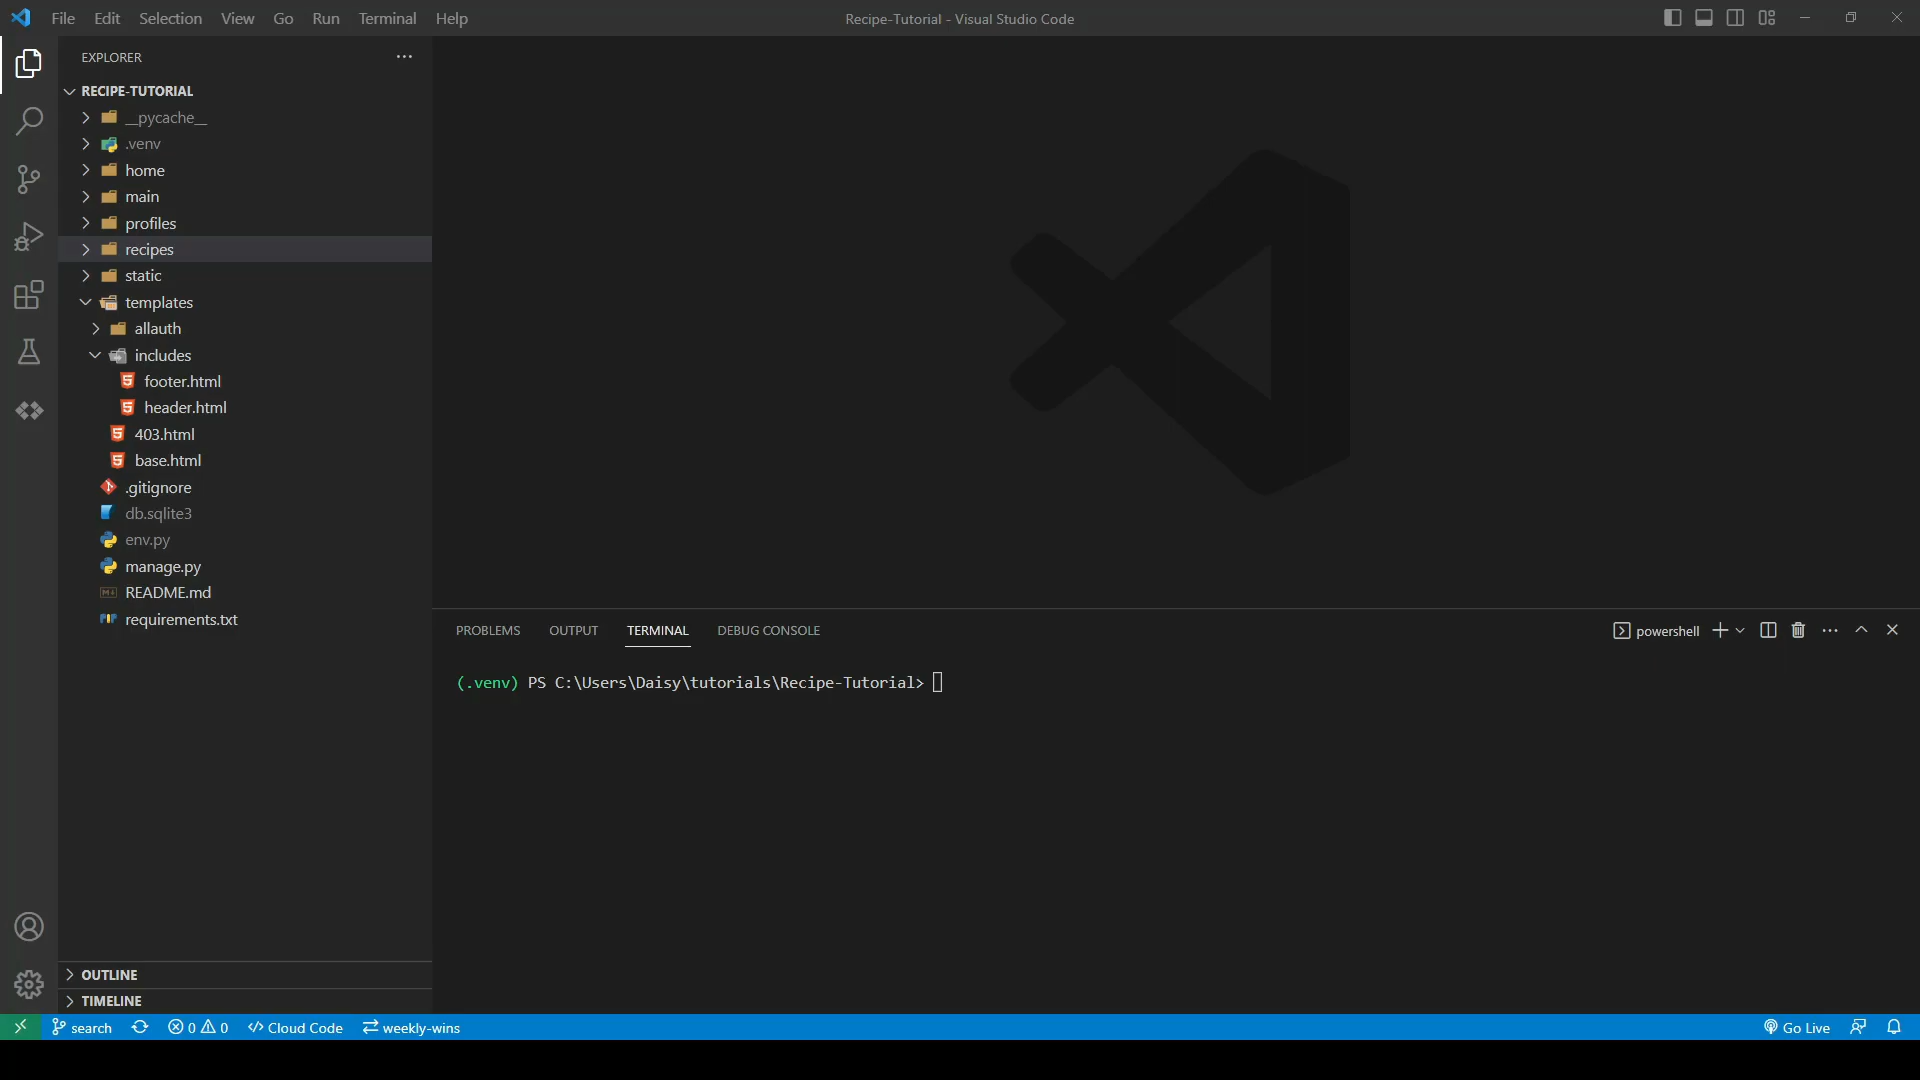 File Edit Selection View Go Run Terminal Help
Recipe-Tutorial - Visual Studio Code
EXPLORER
RECIPE-TUTORIAL
__pycache__
.venv
home
main
profiles
recipes
static
templates
allauth
includes
footer.html
header.html
403.html
base.html
.gitignore
db.sqlite3
env.py
manage.py
README.md
requirements.txt
OUTLINE
TIMELINE
PROBLEMS OUTPUT TERMINAL DEBUG CONSOLE
powershell
(.venv) PS C:\Users\Daisy\tutorials\Recipe-Tutorial>
search 0 0 Cloud Code weekly-wins Go Live